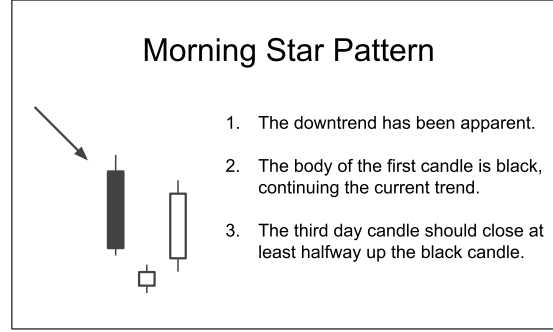 Morning Star Pattern
1. The downtrend has been apparent.
2. The body of the first candle is black,
continuing the current trend.
3. The third day candle should close at
least halfway up the black candle.